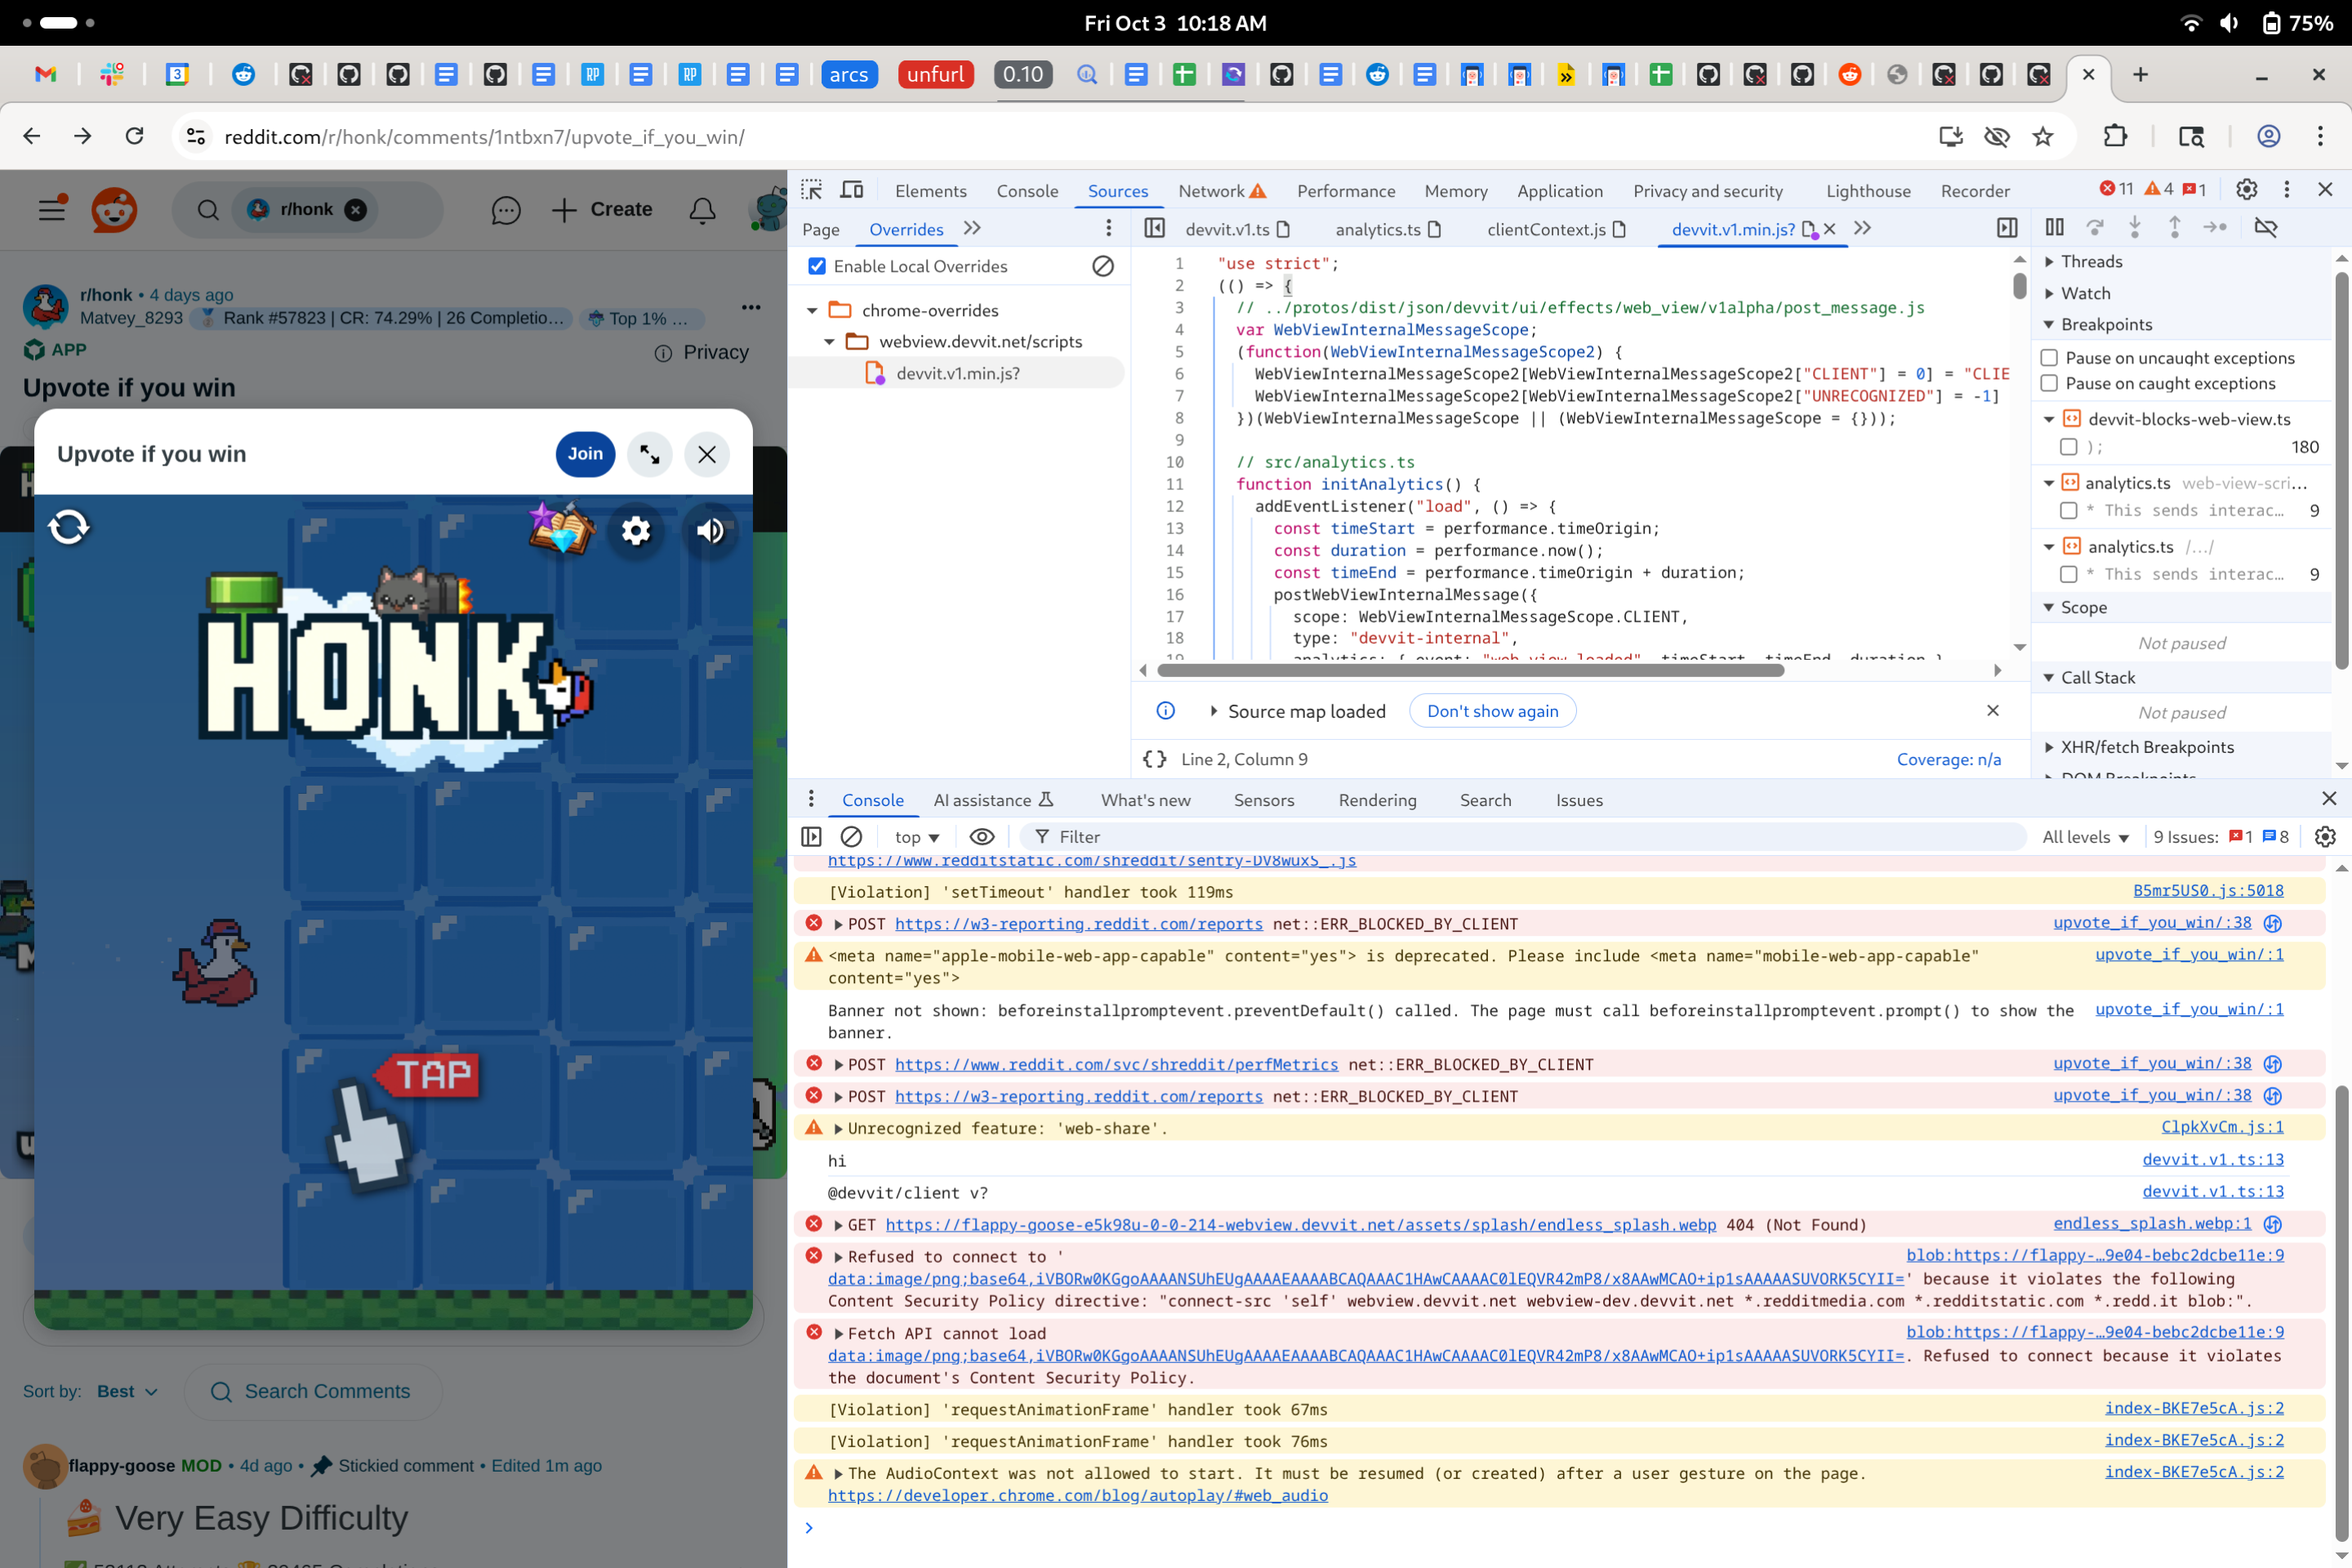 Fri Oct 3  10:18 AM
75%
3
RP
RP
arcs
unfurl
0.10
reddit.com/r/honk/comments/1ntbxn7/upvote_if_you_win/
r/honk
Create
r/honk • 4 days ago
Matvey_8293
Rank #57823 | CR: 74.29% | 26 Completio…
Top 1% …
APP
Privacy
Upvote if you win
Upvote if you win
Join
HONK
TAP
Sort by: Best
Search Comments
flappy-goose MOD • 4d ago • Stickied comment • Edited 1m ago
Very Easy Difficulty
Elements
Console
Sources
Network
Performance
Memory
Application
Privacy and security
Lighthouse
Recorder
11
4
1
Page
Overrides
devvit.v1.ts
analytics.ts
clientContext.js
devvit.v1.min.js?
Enable Local Overrides
chrome-overrides
webview.devvit.net/scripts
devvit.v1.min.js?
1 "use strict";
2 (() => {
3 // ../protos/dist/json/devvit/ui/effects/web_view/v1alpha/post_message.js
4 var WebViewInternalMessageScope;
5 (function(WebViewInternalMessageScope2) {
6 WebViewInternalMessageScope2[WebViewInternalMessageScope2["CLIENT"] = 0] = "CLIE
7 WebViewInternalMessageScope2[WebViewInternalMessageScope2["UNRECOGNIZED"] = -1]
8 })(WebViewInternalMessageScope || (WebViewInternalMessageScope = {}));
9
10 // src/analytics.ts
11 function initAnalytics() {
12 addEventListener("load", () => {
13 const timeStart = performance.timeOrigin;
14 const duration = performance.now();
15 const timeEnd = performance.timeOrigin + duration;
16 postWebViewInternalMessage({
17 scope: WebViewInternalMessageScope.CLIENT,
18 type: "devvit-internal",
19 analytics: { event: "web-view-loaded", timeStart, timeEnd, duration }
Source map loaded
Don't show again
Line 2, Column 9
Coverage: n/a
Threads
Watch
Breakpoints
Pause on uncaught exceptions
Pause on caught exceptions
devvit-blocks-web-view.ts
); 180
analytics.ts web-view-scri…
* This sends interac… 9
analytics.ts /…/
* This sends interac… 9
Scope
Not paused
Call Stack
Not paused
XHR/fetch Breakpoints
DOM Breakpoints
Console
AI assistance
What's new
Sensors
Rendering
Search
Issues
top
Filter
All levels
9 Issues:
1
8
https://www.redditstatic.com/shreddit/sentry-DV8wuxS_.js
[Violation] 'setTimeout' handler took 119ms B5mr5US0.js:5018
POST https://w3-reporting.reddit.com/reports net::ERR_BLOCKED_BY_CLIENT upvote_if_you_win/:38
<meta name="apple-mobile-web-app-capable" content="yes"> is deprecated. Please include <meta name="mobile-web-app-capable" upvote_if_you_win/:1
content="yes">
Banner not shown: beforeinstallpromptevent.preventDefault() called. The page must call beforeinstallpromptevent.prompt() to show the upvote_if_you_win/:1
banner.
POST https://www.reddit.com/svc/shreddit/perfMetrics net::ERR_BLOCKED_BY_CLIENT upvote_if_you_win/:38
POST https://w3-reporting.reddit.com/reports net::ERR_BLOCKED_BY_CLIENT upvote_if_you_win/:38
Unrecognized feature: 'web-share'. ClpkXvCm.js:1
hi devvit.v1.ts:13
@devvit/client v? devvit.v1.ts:13
GET https://flappy-goose-e5k98u-0-0-214-webview.devvit.net/assets/splash/endless_splash.webp 404 (Not Found) endless_splash.webp:1
Refused to connect to ' blob:https://flappy-…9e04-bebc2dcbe11e:9
data:image/png;base64,iVBORw0KGgoAAAANSUhEUgAAAAEAAAABCAQAAAC1HAwCAAAAC0lEQVR42mP8/x8AAwMCAO+ip1sAAAAASUVORK5CYII=' because it violates the following
Content Security Policy directive: "connect-src 'self' webview.devvit.net webview-dev.devvit.net *.redditmedia.com *.redditstatic.com *.redd.it blob:".
Fetch API cannot load blob:https://flappy-…9e04-bebc2dcbe11e:9
data:image/png;base64,iVBORw0KGgoAAAANSUhEUgAAAAEAAAABCAQAAAC1HAwCAAAAC0lEQVR42mP8/x8AAwMCAO+ip1sAAAAASUVORK5CYII=. Refused to connect because it violates
the document's Content Security Policy.
[Violation] 'requestAnimationFrame' handler took 67ms index-BKE7e5cA.js:2
[Violation] 'requestAnimationFrame' handler took 76ms index-BKE7e5cA.js:2
The AudioContext was not allowed to start. It must be resumed (or created) after a user gesture on the page. index-BKE7e5cA.js:2
https://developer.chrome.com/blog/autoplay/#web_audio